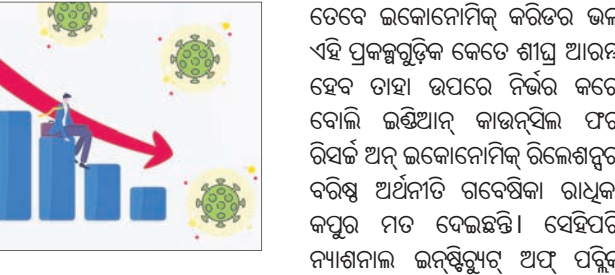 ତେବେ ଇକୋନୋମିକ୍ କରିଡର ଭଳ
ଏହି ପ୍ରକଳ୍ପଗୁଡ଼ିକ କେତେ ଶୀଘ୍ର ଆରମ୍ଭ
ହେବ ତାହା ଉପରେ ନିର୍ଭର କରେ
ବୋଲି ଇଣ୍ଡିଆନ୍ କାଉନ୍‌ସିଲ ଫର
ରିସର୍ଚ୍ଚ ଅନ୍ ଇକୋନୋମିକ୍ ରିଲେଶନ୍ସର
ବରିଷ୍ଠ ଅର୍ଥନୀତି ଗବେଷିକା ରାଧିକା
କପୁର ମତ ଦେଇଛନ୍ତି। ସେହିପରି
ନ୍ୟାଶନାଲ ଇନ୍‌ଷ୍ଟିଚ୍ୟୁଟ୍ ଅଫ୍ ପବ୍ଲିକ